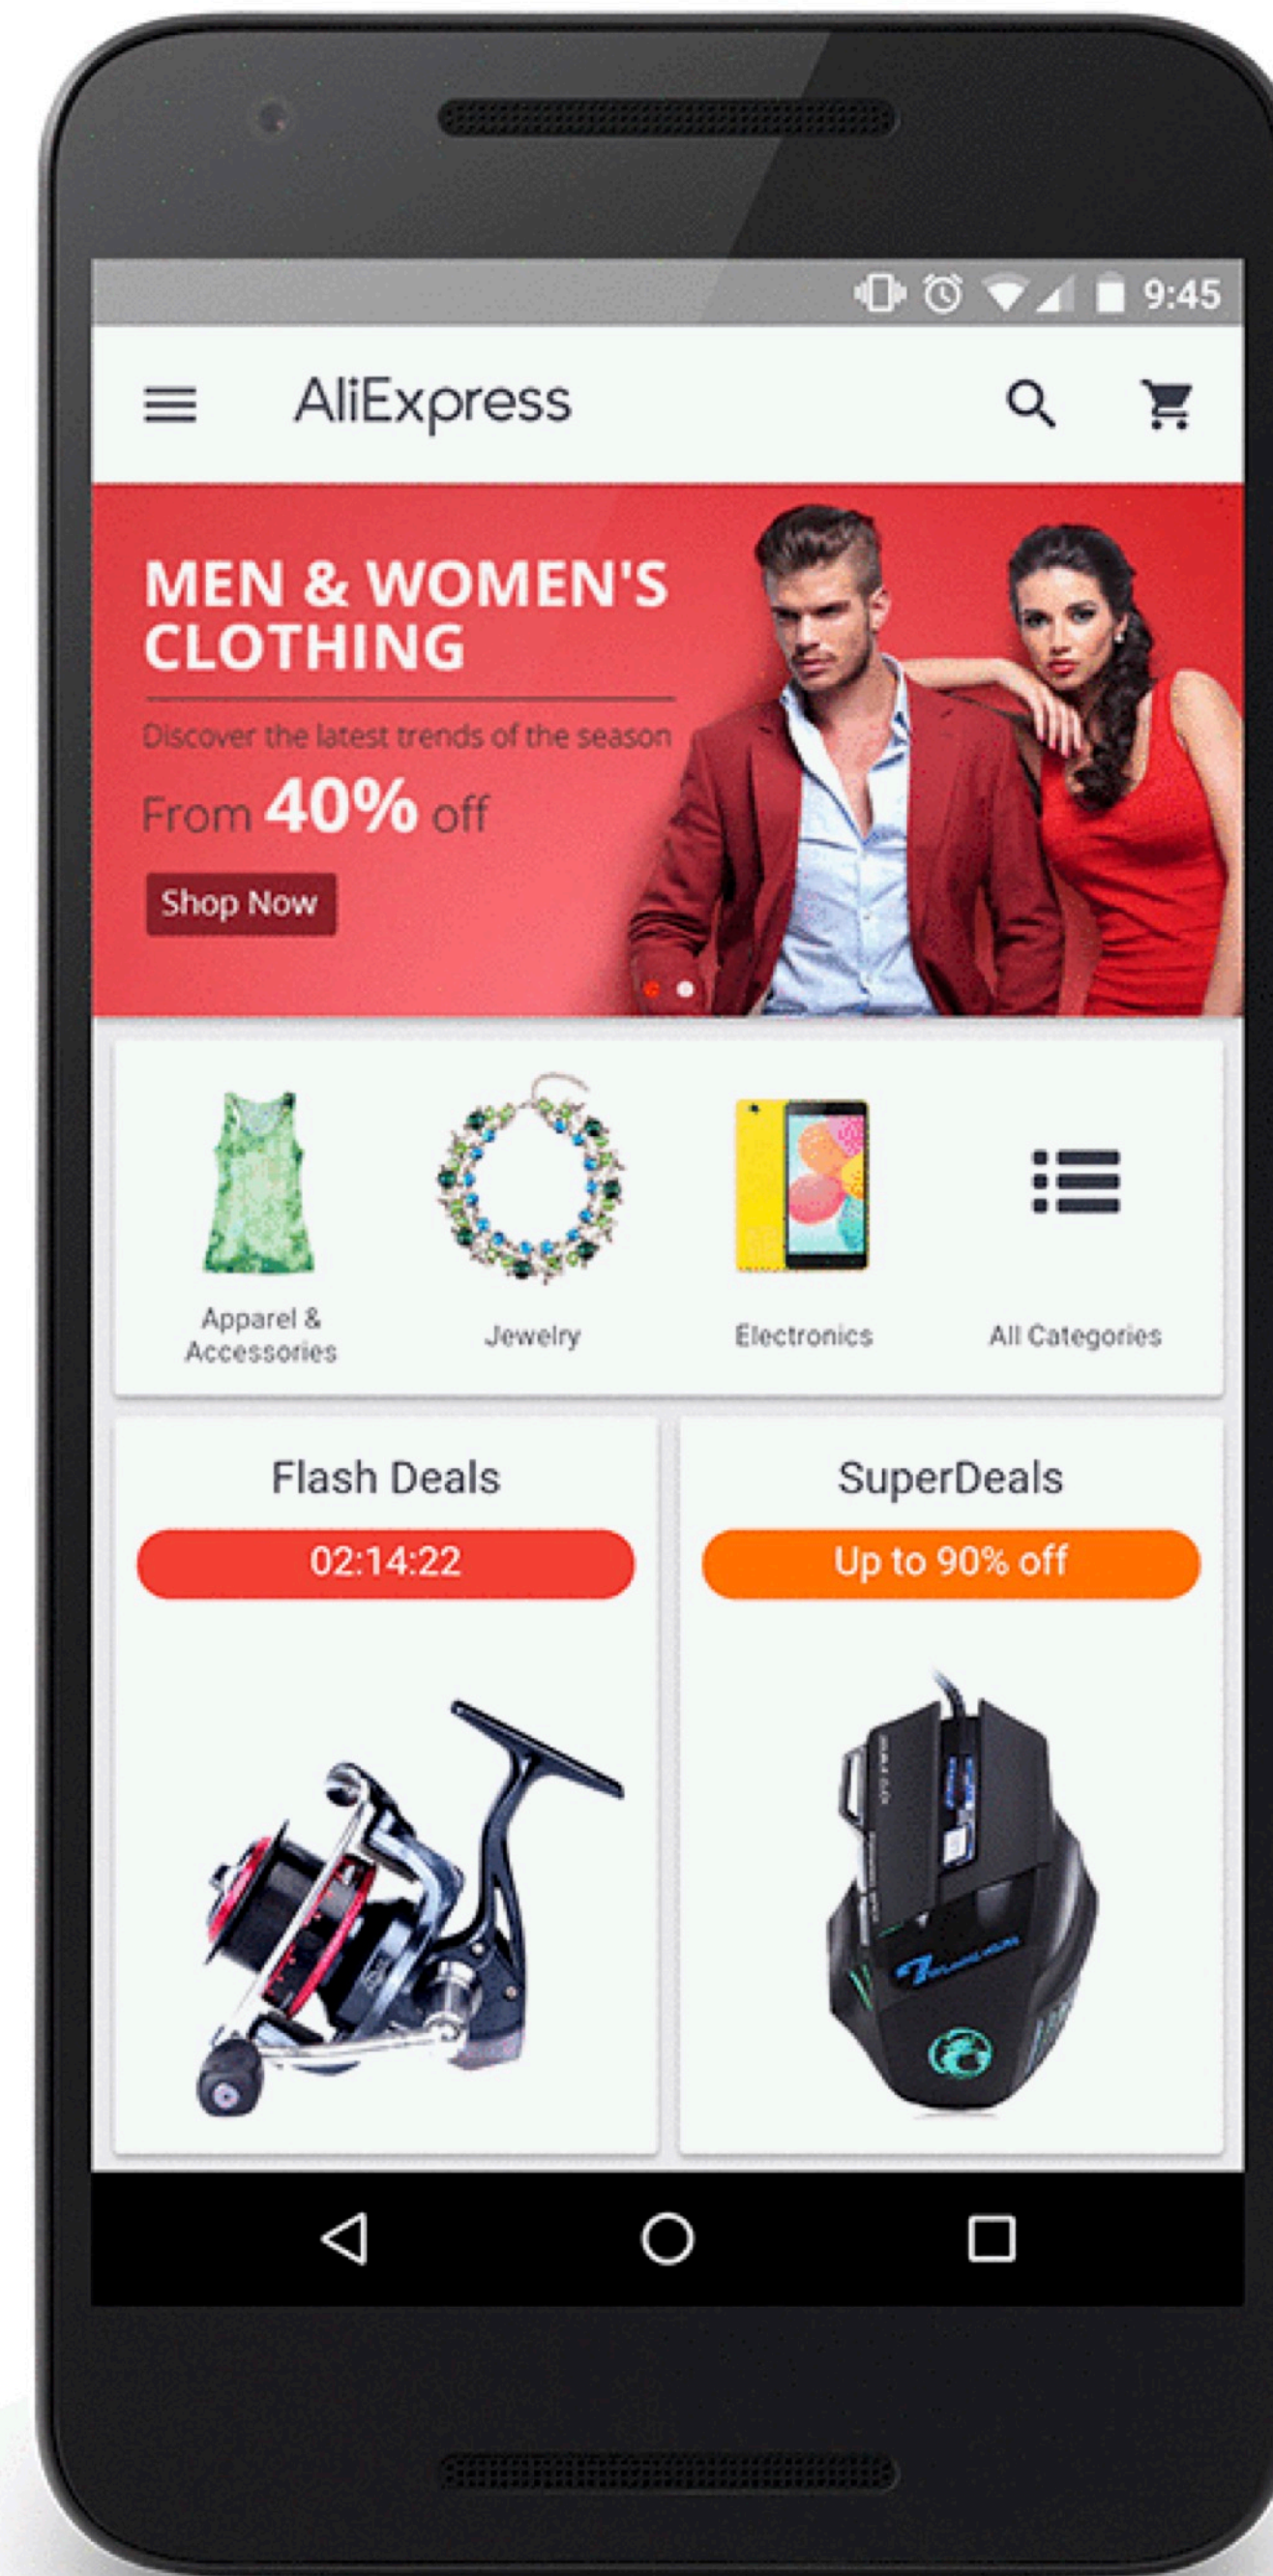 9:45
AliExpress
MEN & WOMEN'S
CLOTHING
Discover the latest trends of the season
From 40% off
Shop Now
Apparel &
Accessories
Jewelry
Electronics
All Categories
Flash Deals
SuperDeals
02:14:22
Up to 90% off